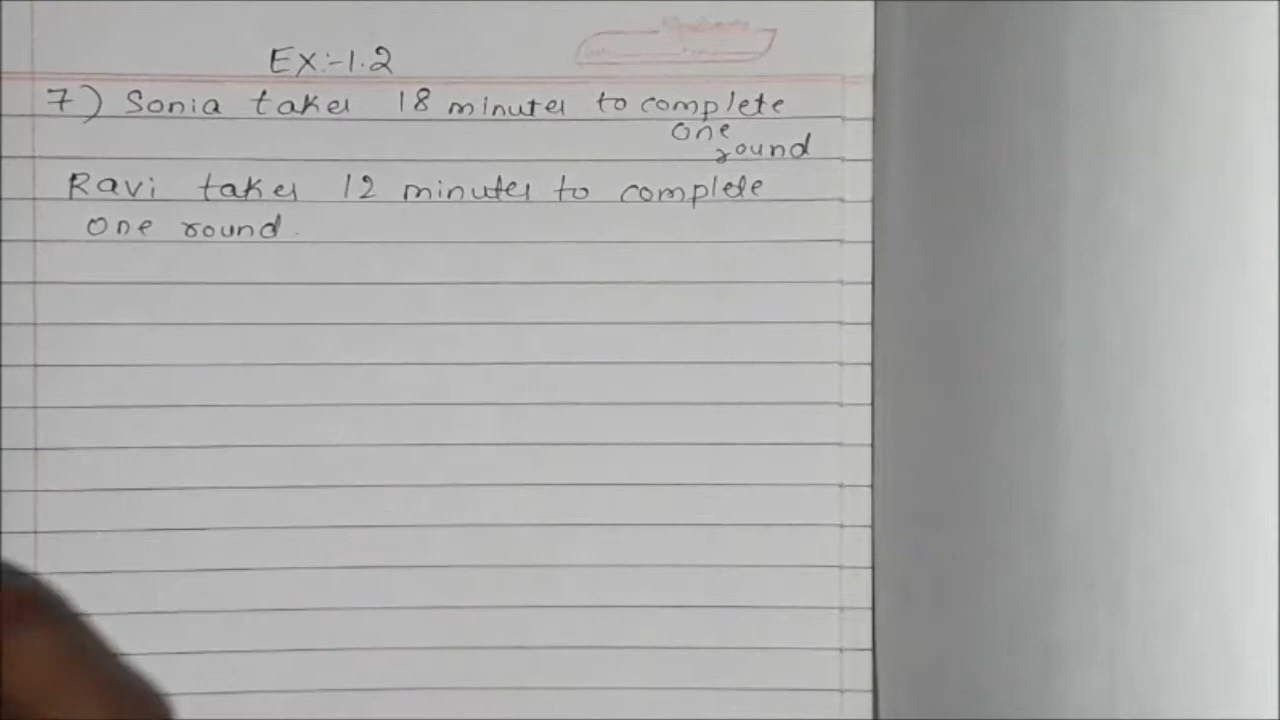 EX:-1.2
7) Sonia takes 18 minutes to complete
one
round
Ravi takes 12 minutes to complete
one round.